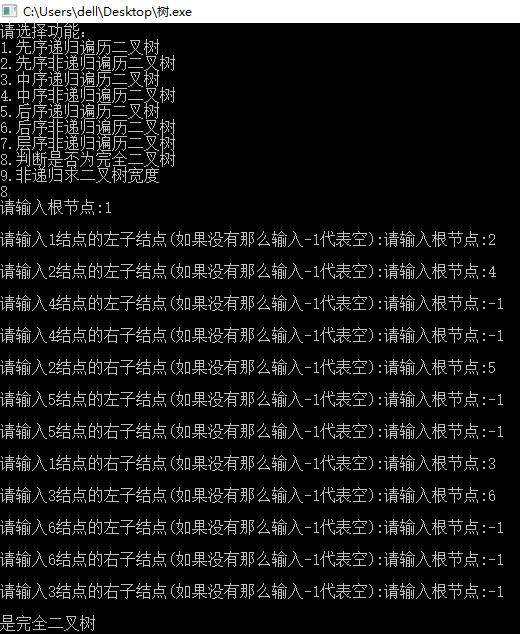 C:\Users\dell\Desktop\树.exe
请选择功能：
1.先序递归遍历二叉树
2.先序非递归遍历二叉树
3.中序递归遍历二叉树
4.中序非递归遍历二叉树
5.后序递归遍历二叉树
6.后序非递归遍历二叉树
7.层序非递归遍历二叉树
8.判断是否为完全二叉树
9.非递归求二叉树宽度
8
请输入根节点:1
请输入1结点的左子结点(如果没有那么输入-1代表空):请输入根节点:2
请输入2结点的左子结点(如果没有那么输入-1代表空):请输入根节点:4
请输入4结点的左子结点(如果没有那么输入-1代表空):请输入根节点:-1
请输入4结点的右子结点(如果没有那么输入-1代表空):请输入根节点:-1
请输入2结点的右子结点(如果没有那么输入-1代表空):请输入根节点:5
请输入5结点的左子结点(如果没有那么输入-1代表空):请输入根节点:-1
请输入5结点的右子结点(如果没有那么输入-1代表空):请输入根节点:-1
请输入1结点的右子结点(如果没有那么输入-1代表空):请输入根节点:3
请输入3结点的左子结点(如果没有那么输入-1代表空):请输入根节点:6
请输入6结点的左子结点(如果没有那么输入-1代表空):请输入根节点:-1
请输入6结点的右子结点(如果没有那么输入-1代表空):请输入根节点:-1
请输入3结点的右子结点(如果没有那么输入-1代表空):请输入根节点:-1
是完全二叉树